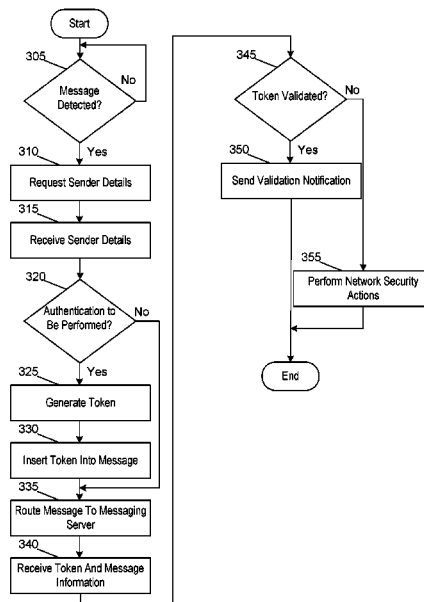 Start
305
Message
Detected?
No
Yes
310
Request Sender Details
315
Receive Sender Details
320
Authentication to
Be Performed?
No
Yes
325
Generate Token
330
Insert Token Into Message
335
Route Message To Messaging
Server
340
Receive Token And Message
Information
345
Token Validated?
No
Yes
350
Send Validation Notification
355
Perform Network Security
Actions
End